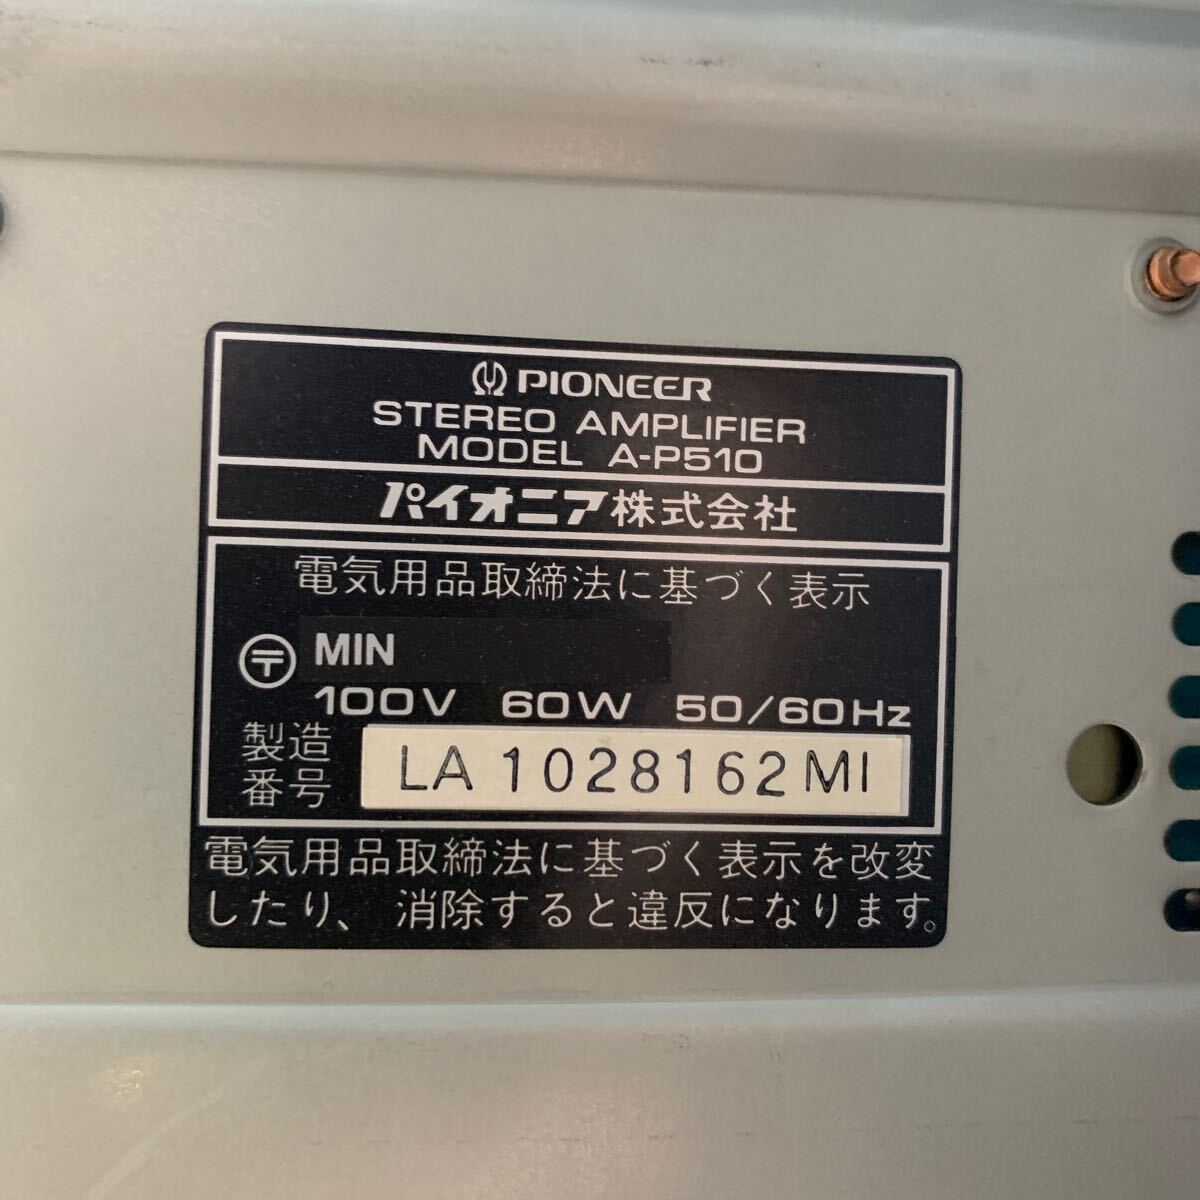 PIONEER
STEREO AMPLIFIER
MODEL A-P510
パイオニア株式会社
電気用品取締法に基づく表示
〒 MIN
100V 60W 50/60Hz
製造番号 LA 1028162MI
電気用品取締法に基づく表示を改変
したり、消除すると違反になります。